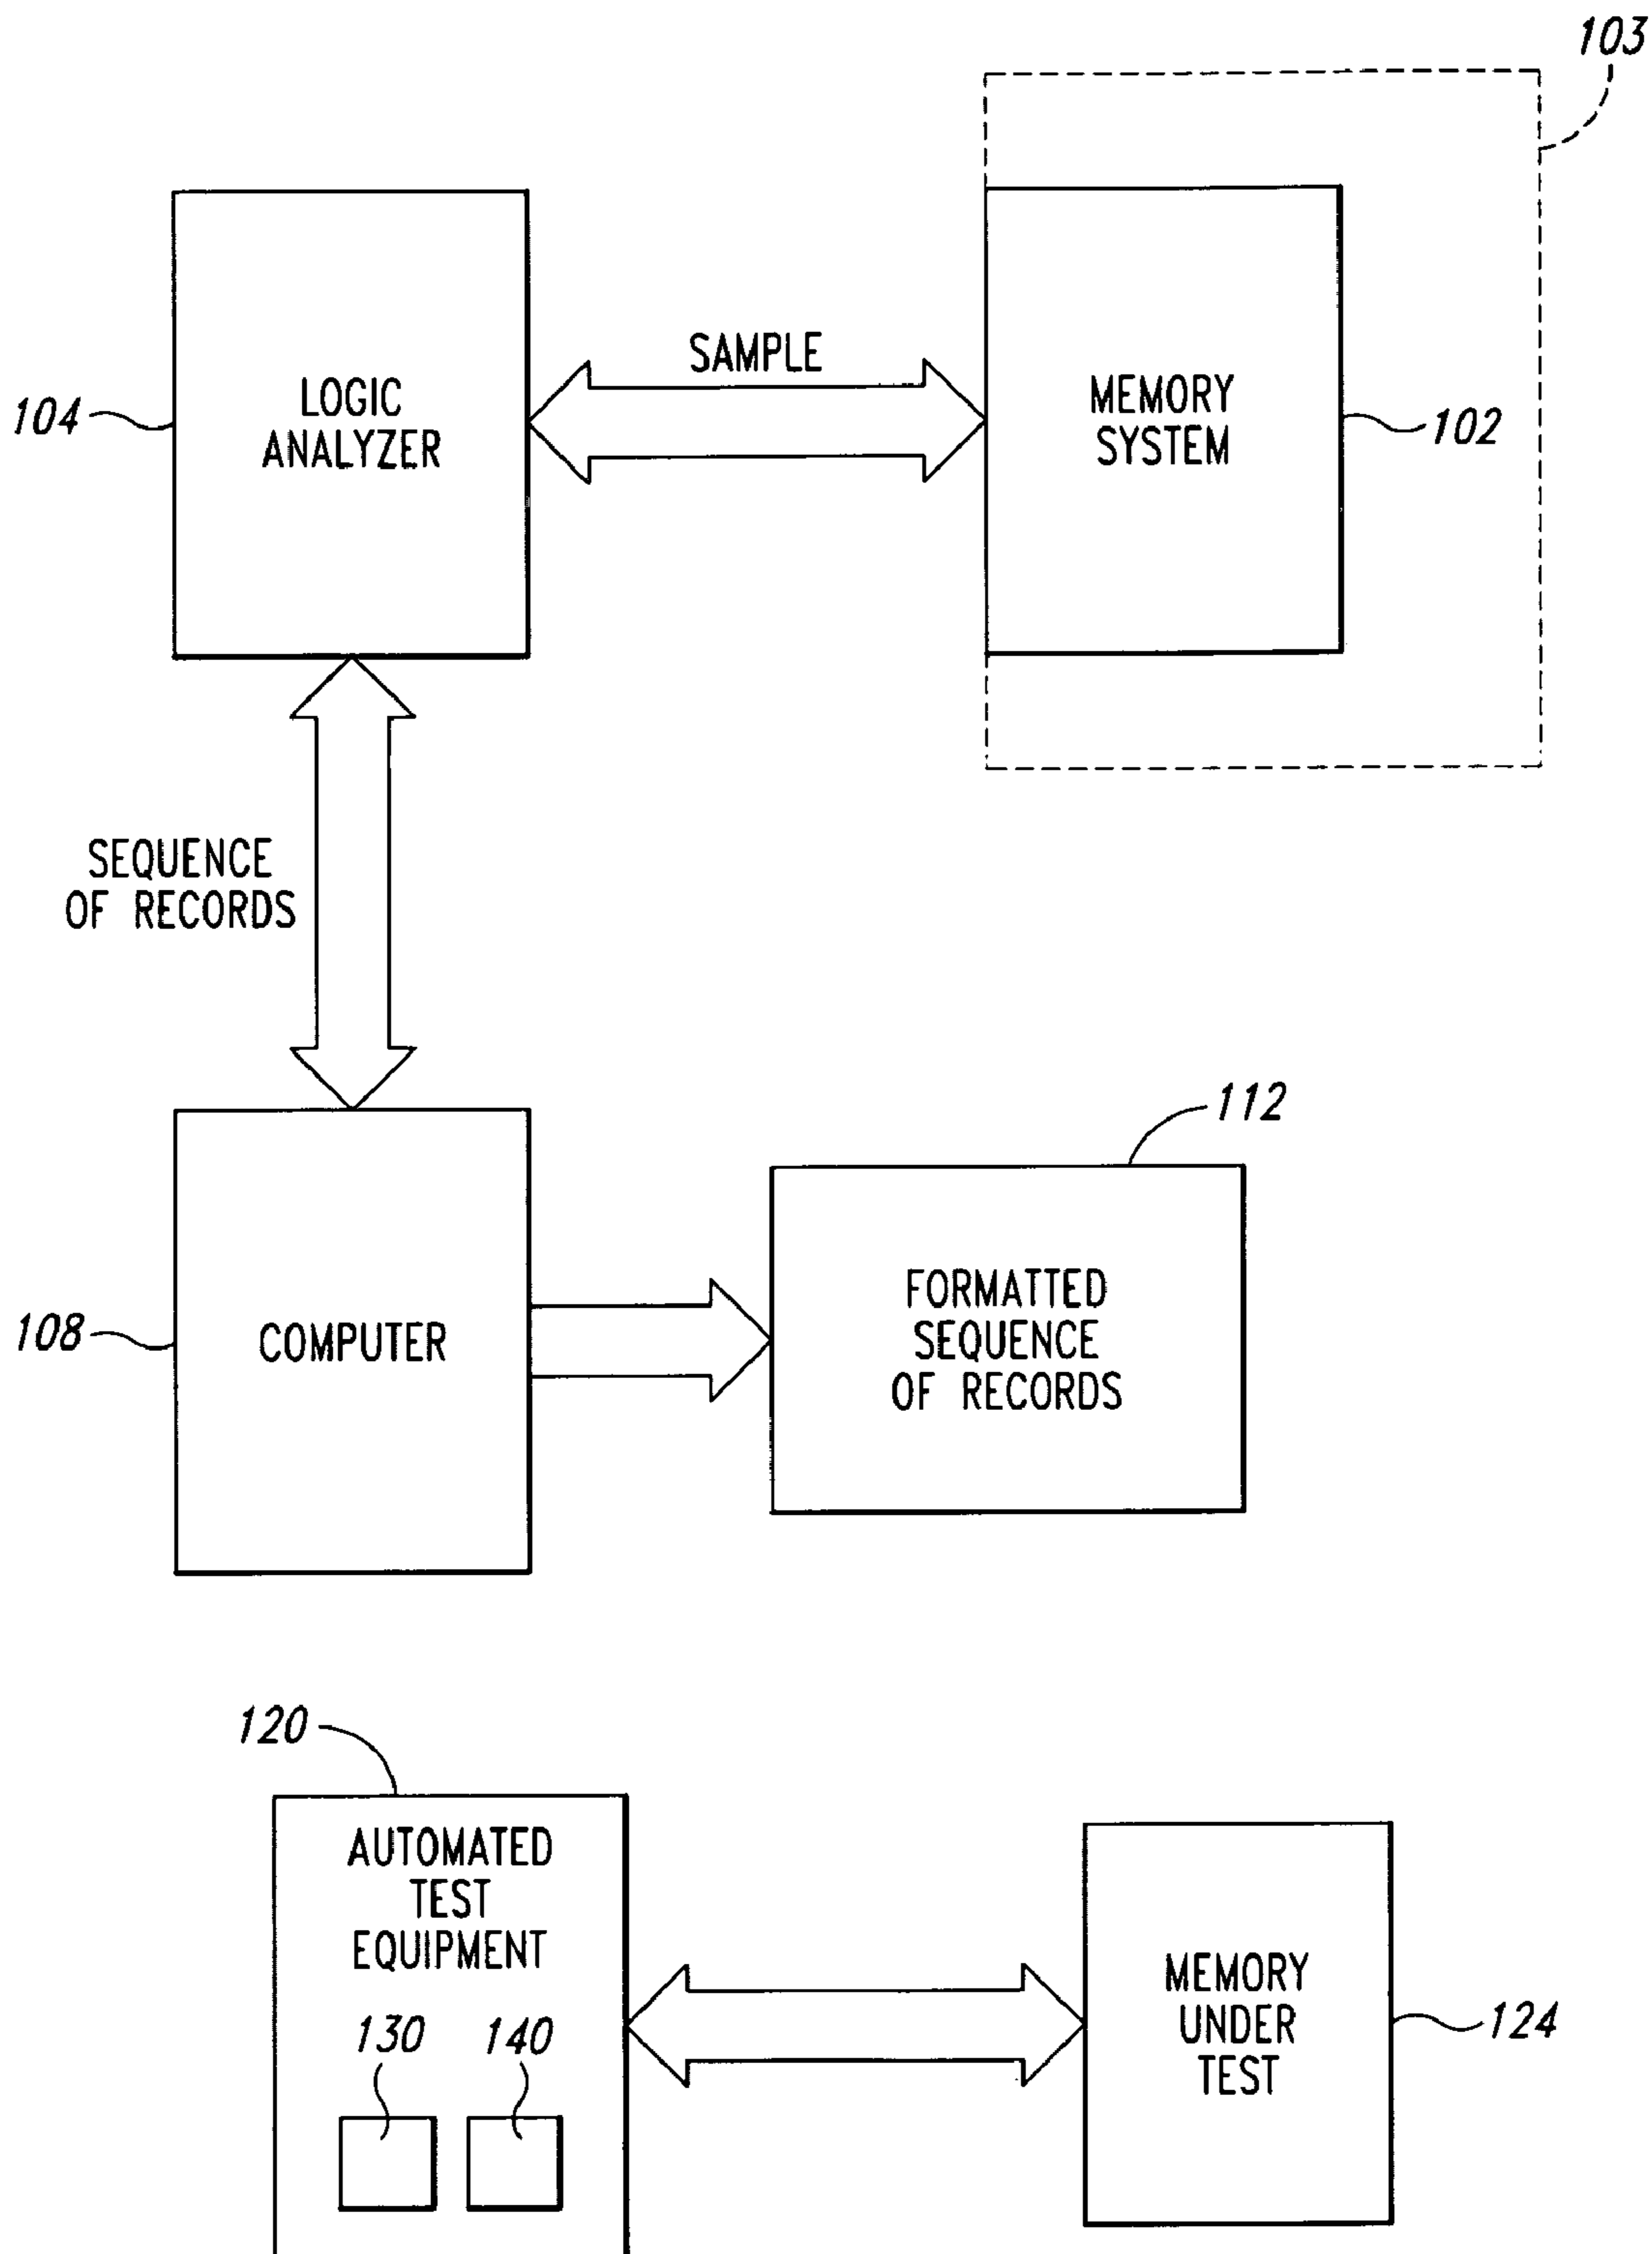 103
SAMPLE
104
LOGIC
ANALYZER
MEMORY
SYSTEM
102
SEQUENCE
OF RECORDS
112
108
COMPUTER
FORMATTED
SEQUENCE
OF RECORDS
120
AUTOMATED
TEST
EQUIPMENT
130 140
MEMORY
UNDER
TEST
124